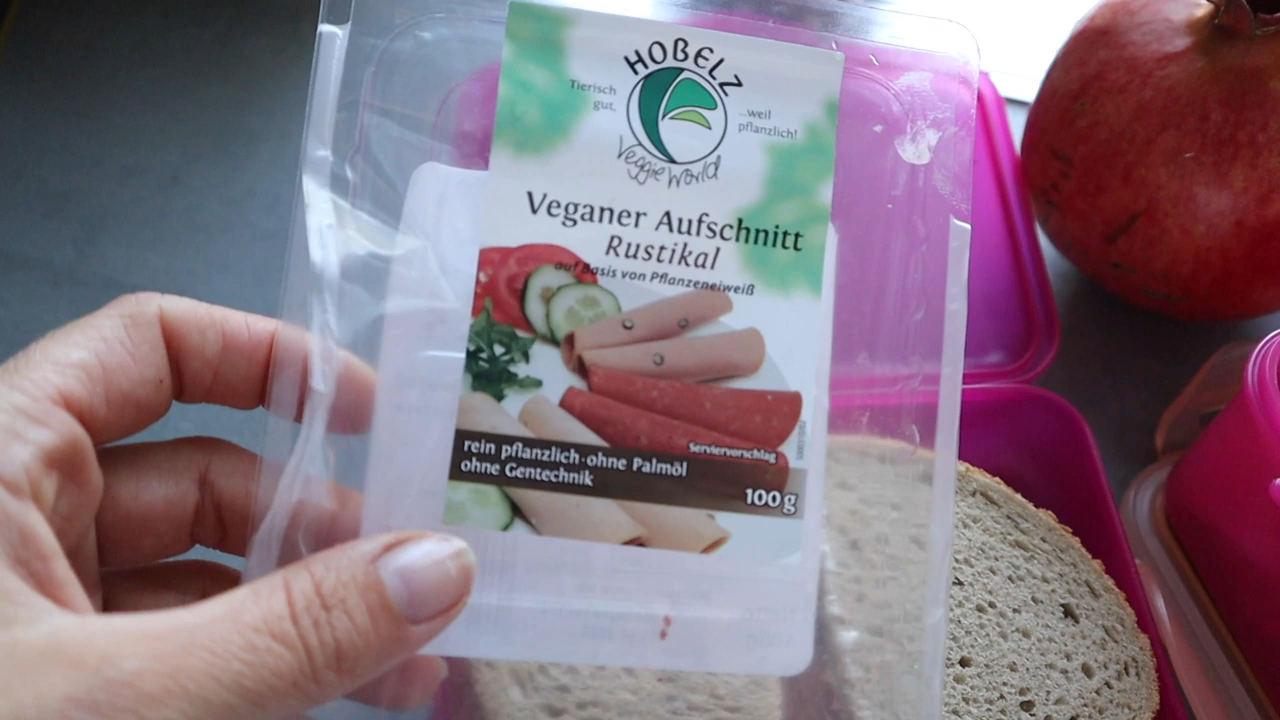 HOBELZ
Tierisch
gut,
...weil
pflanzlich!
Veggie World
Veganer Aufschnitt
Rustikal
auf Basis von Pflanzeneiweiß
Serviervorschlag
rein pflanzlich·ohne Palmöl
ohne Gentechnik
100g